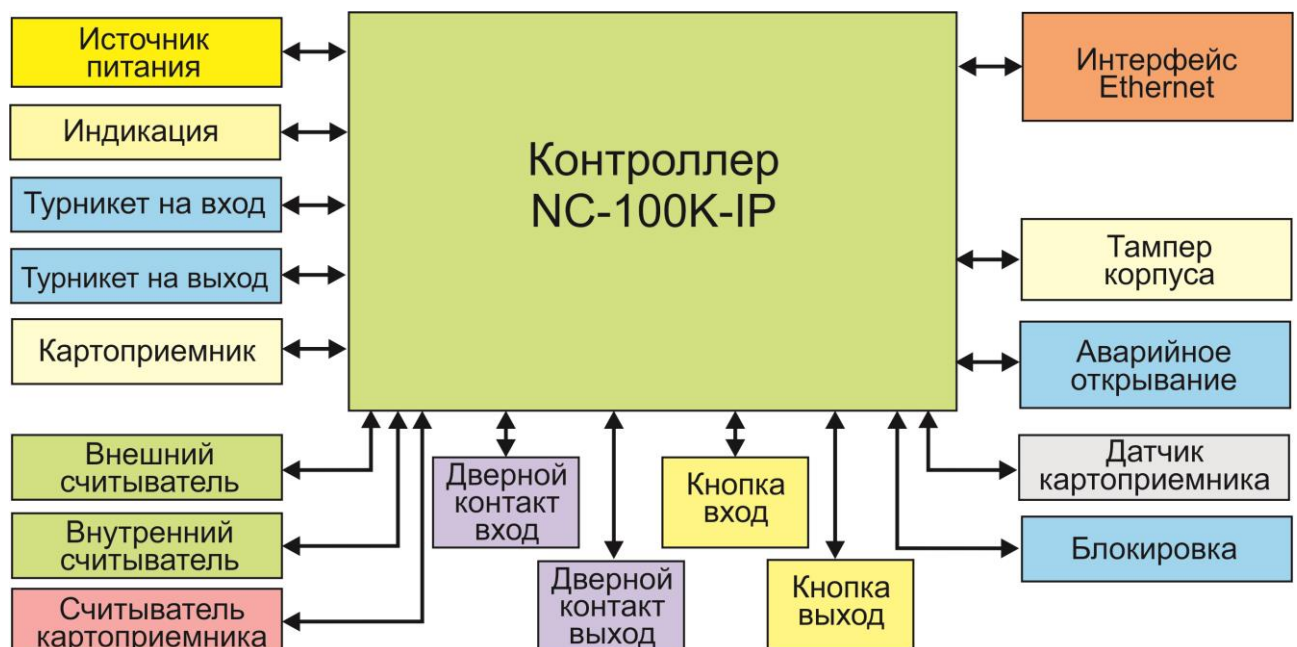 Источник
питания
Индикация
Турникет на вход
Турникет на выход
Картоприемник
Внешний
считыватель
Внутренний
считыватель
Считыватель
картоприемника
Контроллер
NC-100K-IP
Дверной
контакт
вход
Дверной
контакт
выход
Кнопка
вход
Кнопка
выход
Интерфейс
Ethernet
Тампер
корпуса
Аварийное
открывание
Датчик
картоприемника
Блокировка